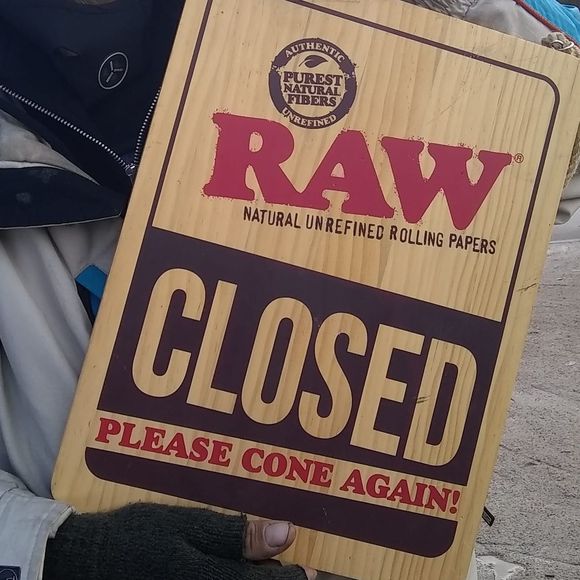 AUTHENTIC
PUREST
NATURAL
FIBERS
UNREFINED
RAW®
NATURAL UNREFINED ROLLING PAPERS
CLOSED
PLEASE CONE AGAIN!